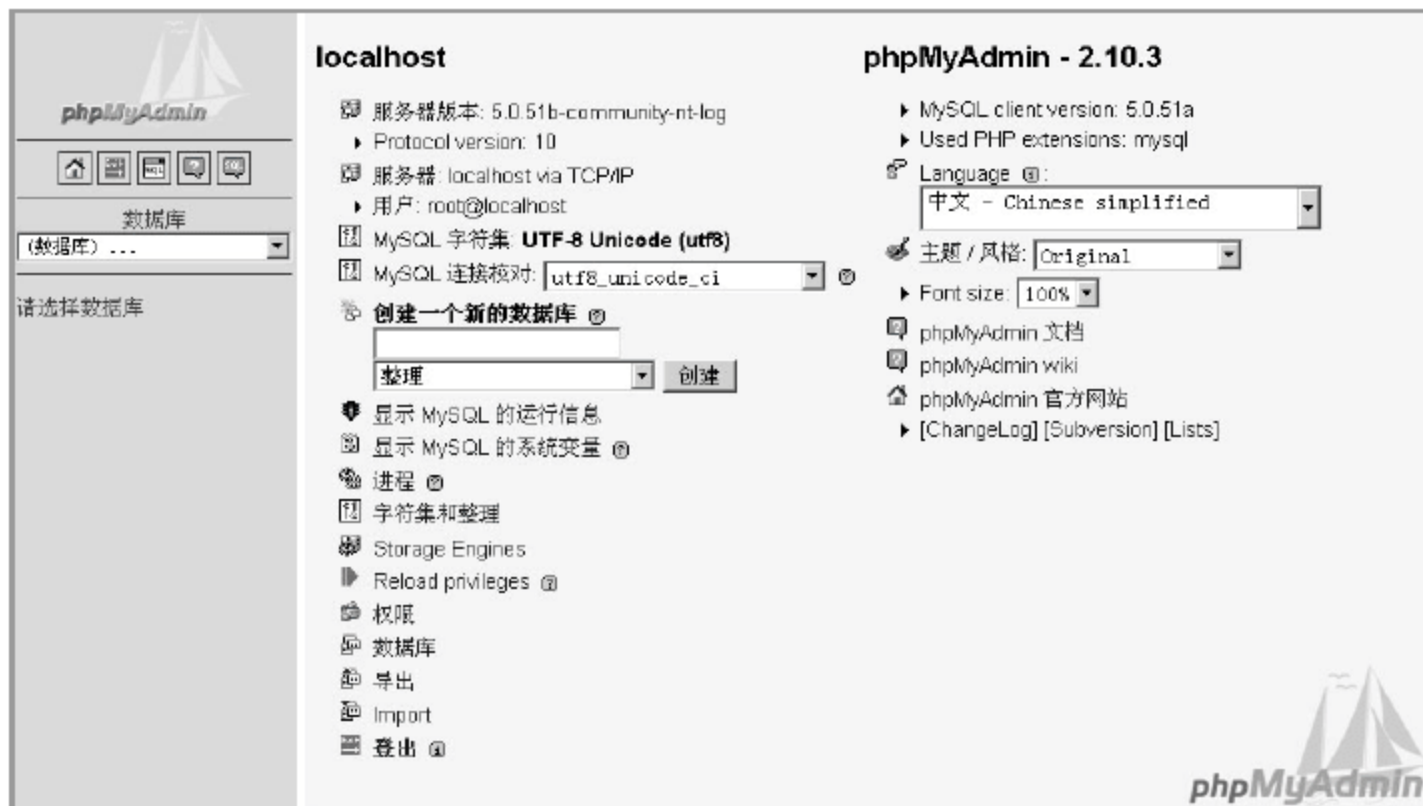 phpMyAdmin
数据库
(数据库) ...
请选择数据库
localhost
服务器版本: 5.0.51b-community-nt-log
Protocol version: 10
服务器: localhost via TCP/IP
用户: root@localhost
MySQL 字符集: UTF-8 Unicode (utf8)
MySQL 连接核对: utf8_unicode_ci
创建一个新的数据库
整理 创建
显示 MySQL 的运行信息
显示 MySQL 的系统变量
进程
字符集和整理
Storage Engines
Reload privileges
权限
数据库
导出
Import
登出
phpMyAdmin - 2.10.3
MySQL client version: 5.0.51a
Used PHP extensions: mysql
Language :
中文 - Chinese simplified
主题 / 风格: Original
Font size: 100%
phpMyAdmin 文档
phpMyAdmin wiki
phpMyAdmin 官方网站
[ChangeLog] [Subversion] [Lists]
phpMyAdmin